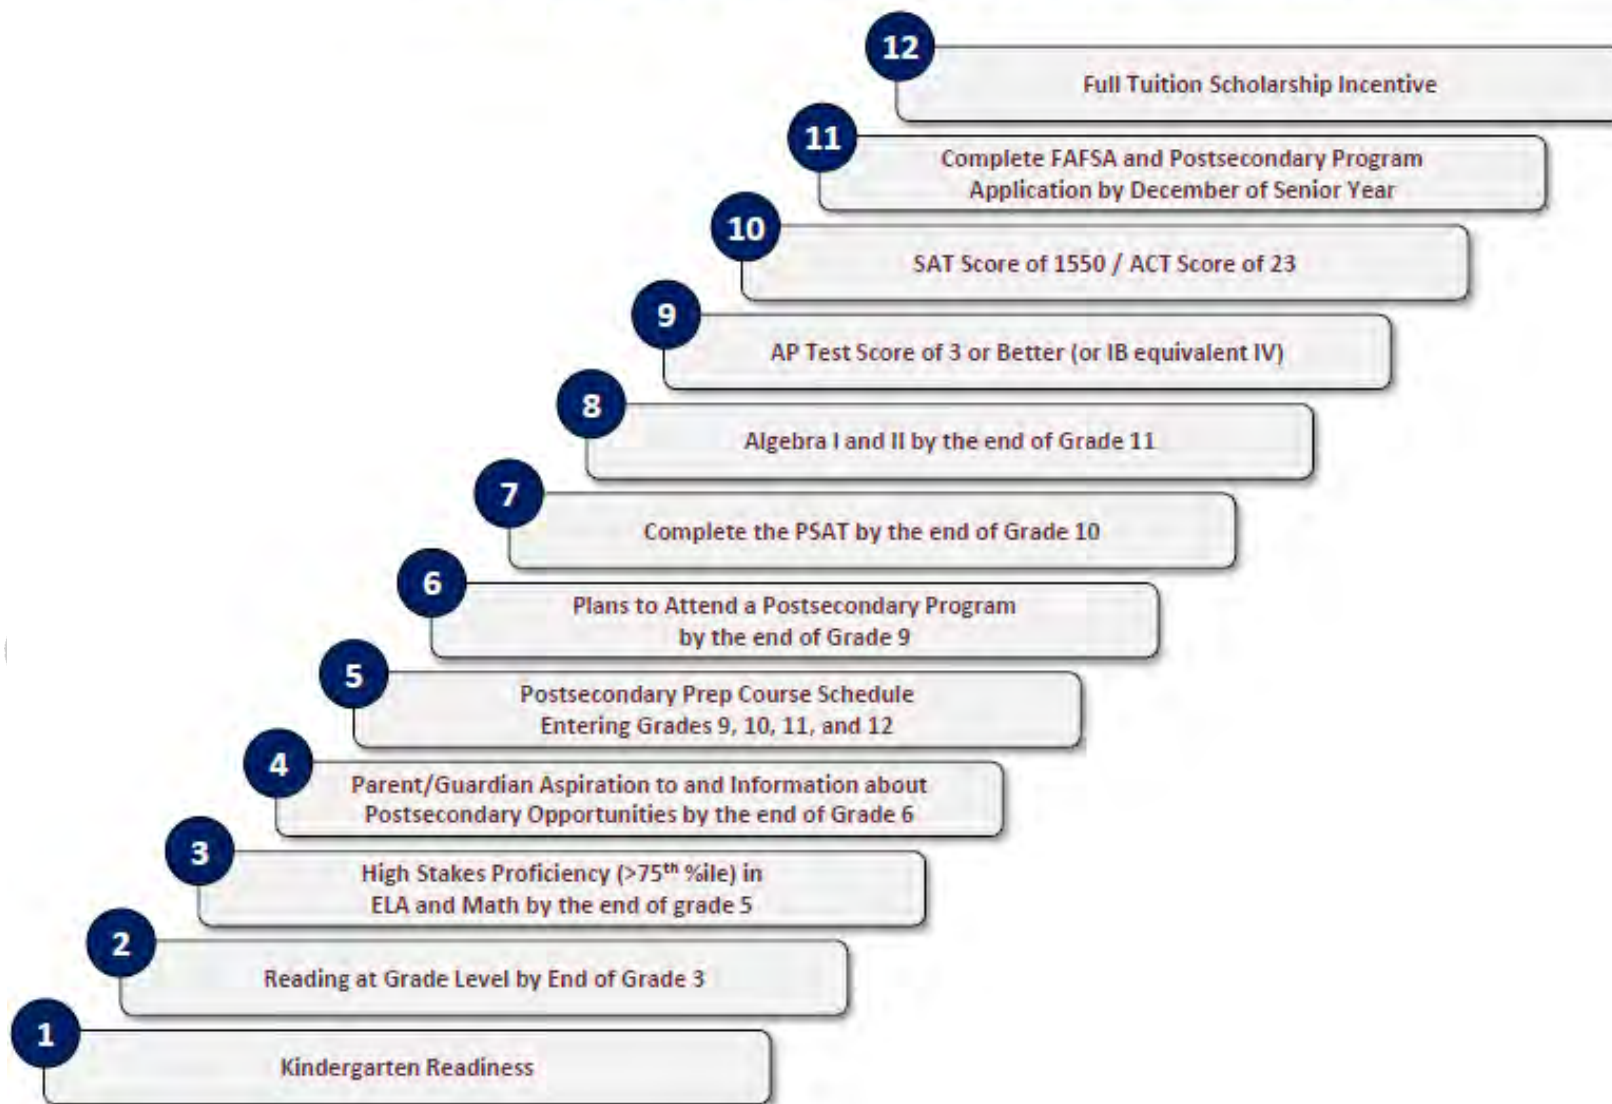 12
Full Tuition Scholarship Incentive
11
Complete FAFSA and Postsecondary Program
Application by December of Senior Year
10
SAT Score of 1550 / ACT Score of 23
9
AP Test Score of 3 or Better (or IB equivalent IV)
8
Algebra I and II by the end of Grade 11
7
Complete the PSAT by the end of Grade 10
6
Plans to Attend a Postsecondary Program
by the end of Grade 9
5
Postsecondary Prep Course Schedule
Entering Grades 9, 10, 11, and 12
4
Parent/Guardian Aspiration to and Information about
Postsecondary Opportunities by the end of Grade 6
3
High Stakes Proficiency (>75th %ile) in
ELA and Math by the end of grade 5
2
Reading at Grade Level by End of Grade 3
1
Kindergarten Readiness